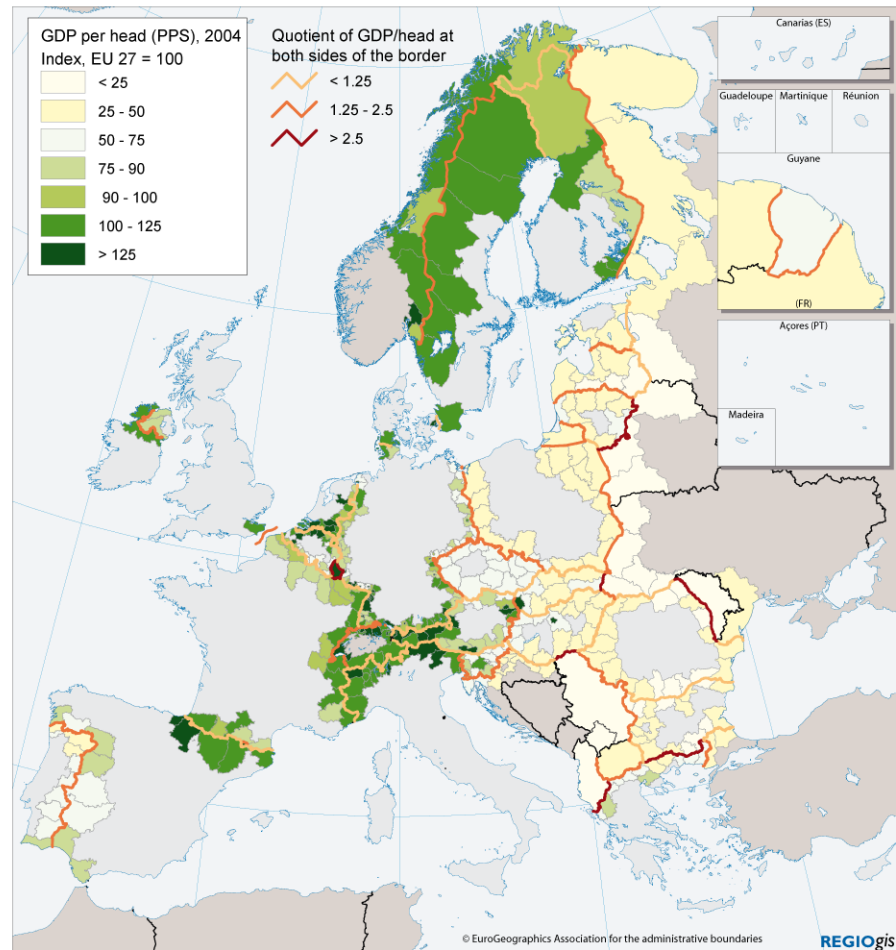 GDP per head (PPS), 2004
Index, EU 27 = 100
< 25
25 - 50
50 - 75
75 - 90
90 - 100
100 - 125
> 125
Quotient of GDP/head at
both sides of the border
< 1.25
1.25 - 2.5
> 2.5
Canarias (ES)
Guadeloupe
Martinique
Réunion
Guyane
(FR)
Açores (PT)
Madeira
© EuroGeographics Association for the administrative boundaries
REGIOgis